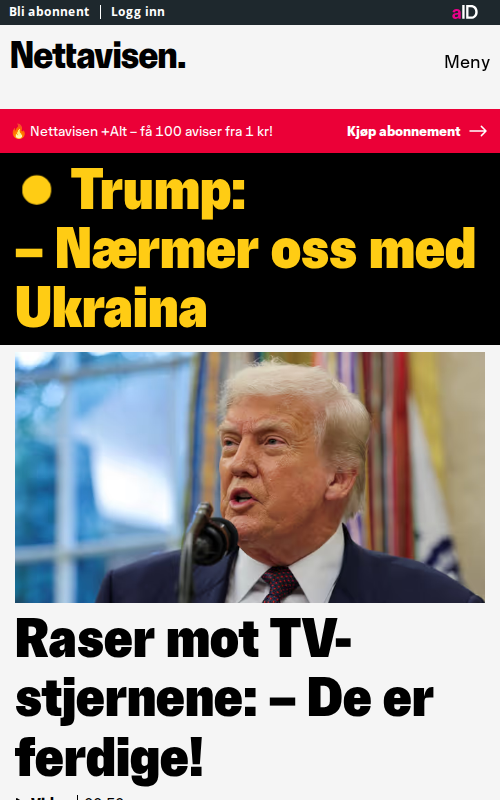 Bli abonnent | Logg inn
aID
Nettavisen.
Meny
🔥 Nettavisen +Alt – få 100 aviser fra 1 kr!
Kjøp abonnement →
Trump:
– Nærmer oss med
Ukraina
Raser mot TV-
stjernene: – De er
ferdige!